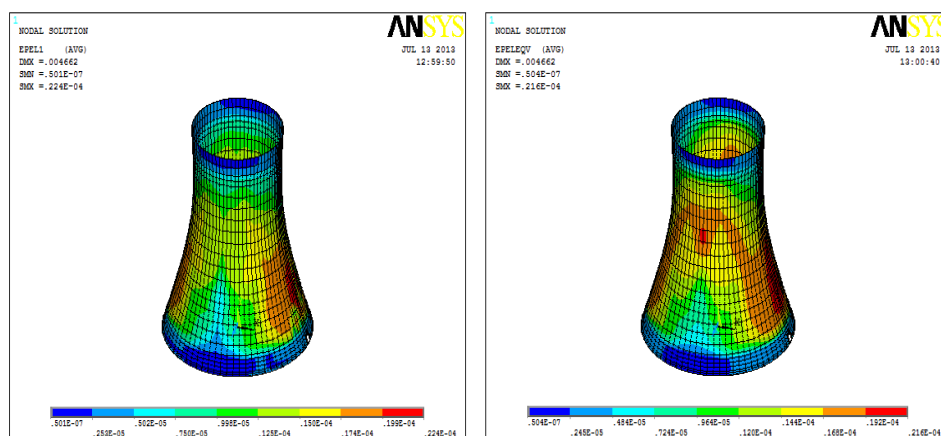 1
ANSYS
NODAL SOLUTION
JUL 13 2013
EPEL1 (AVG)
12:59:50
DMX =.004662
SMN =.501E-07
SMX =.224E-04
.501E-07 .502E-05 .998E-05 .150E-04 .199E-04
.253E-05 .750E-05 .125E-04 .174E-04 .224E-04
1
ANSYS
NODAL SOLUTION
JUL 13 2013
EPELEQV (AVG)
13:00:40
DMX =.004662
SMN =.504E-07
SMX =.216E-04
.504E-07 .484E-05 .964E-05 .144E-04 .192E-04
.245E-05 .724E-05 .120E-04 .168E-04 .216E-04